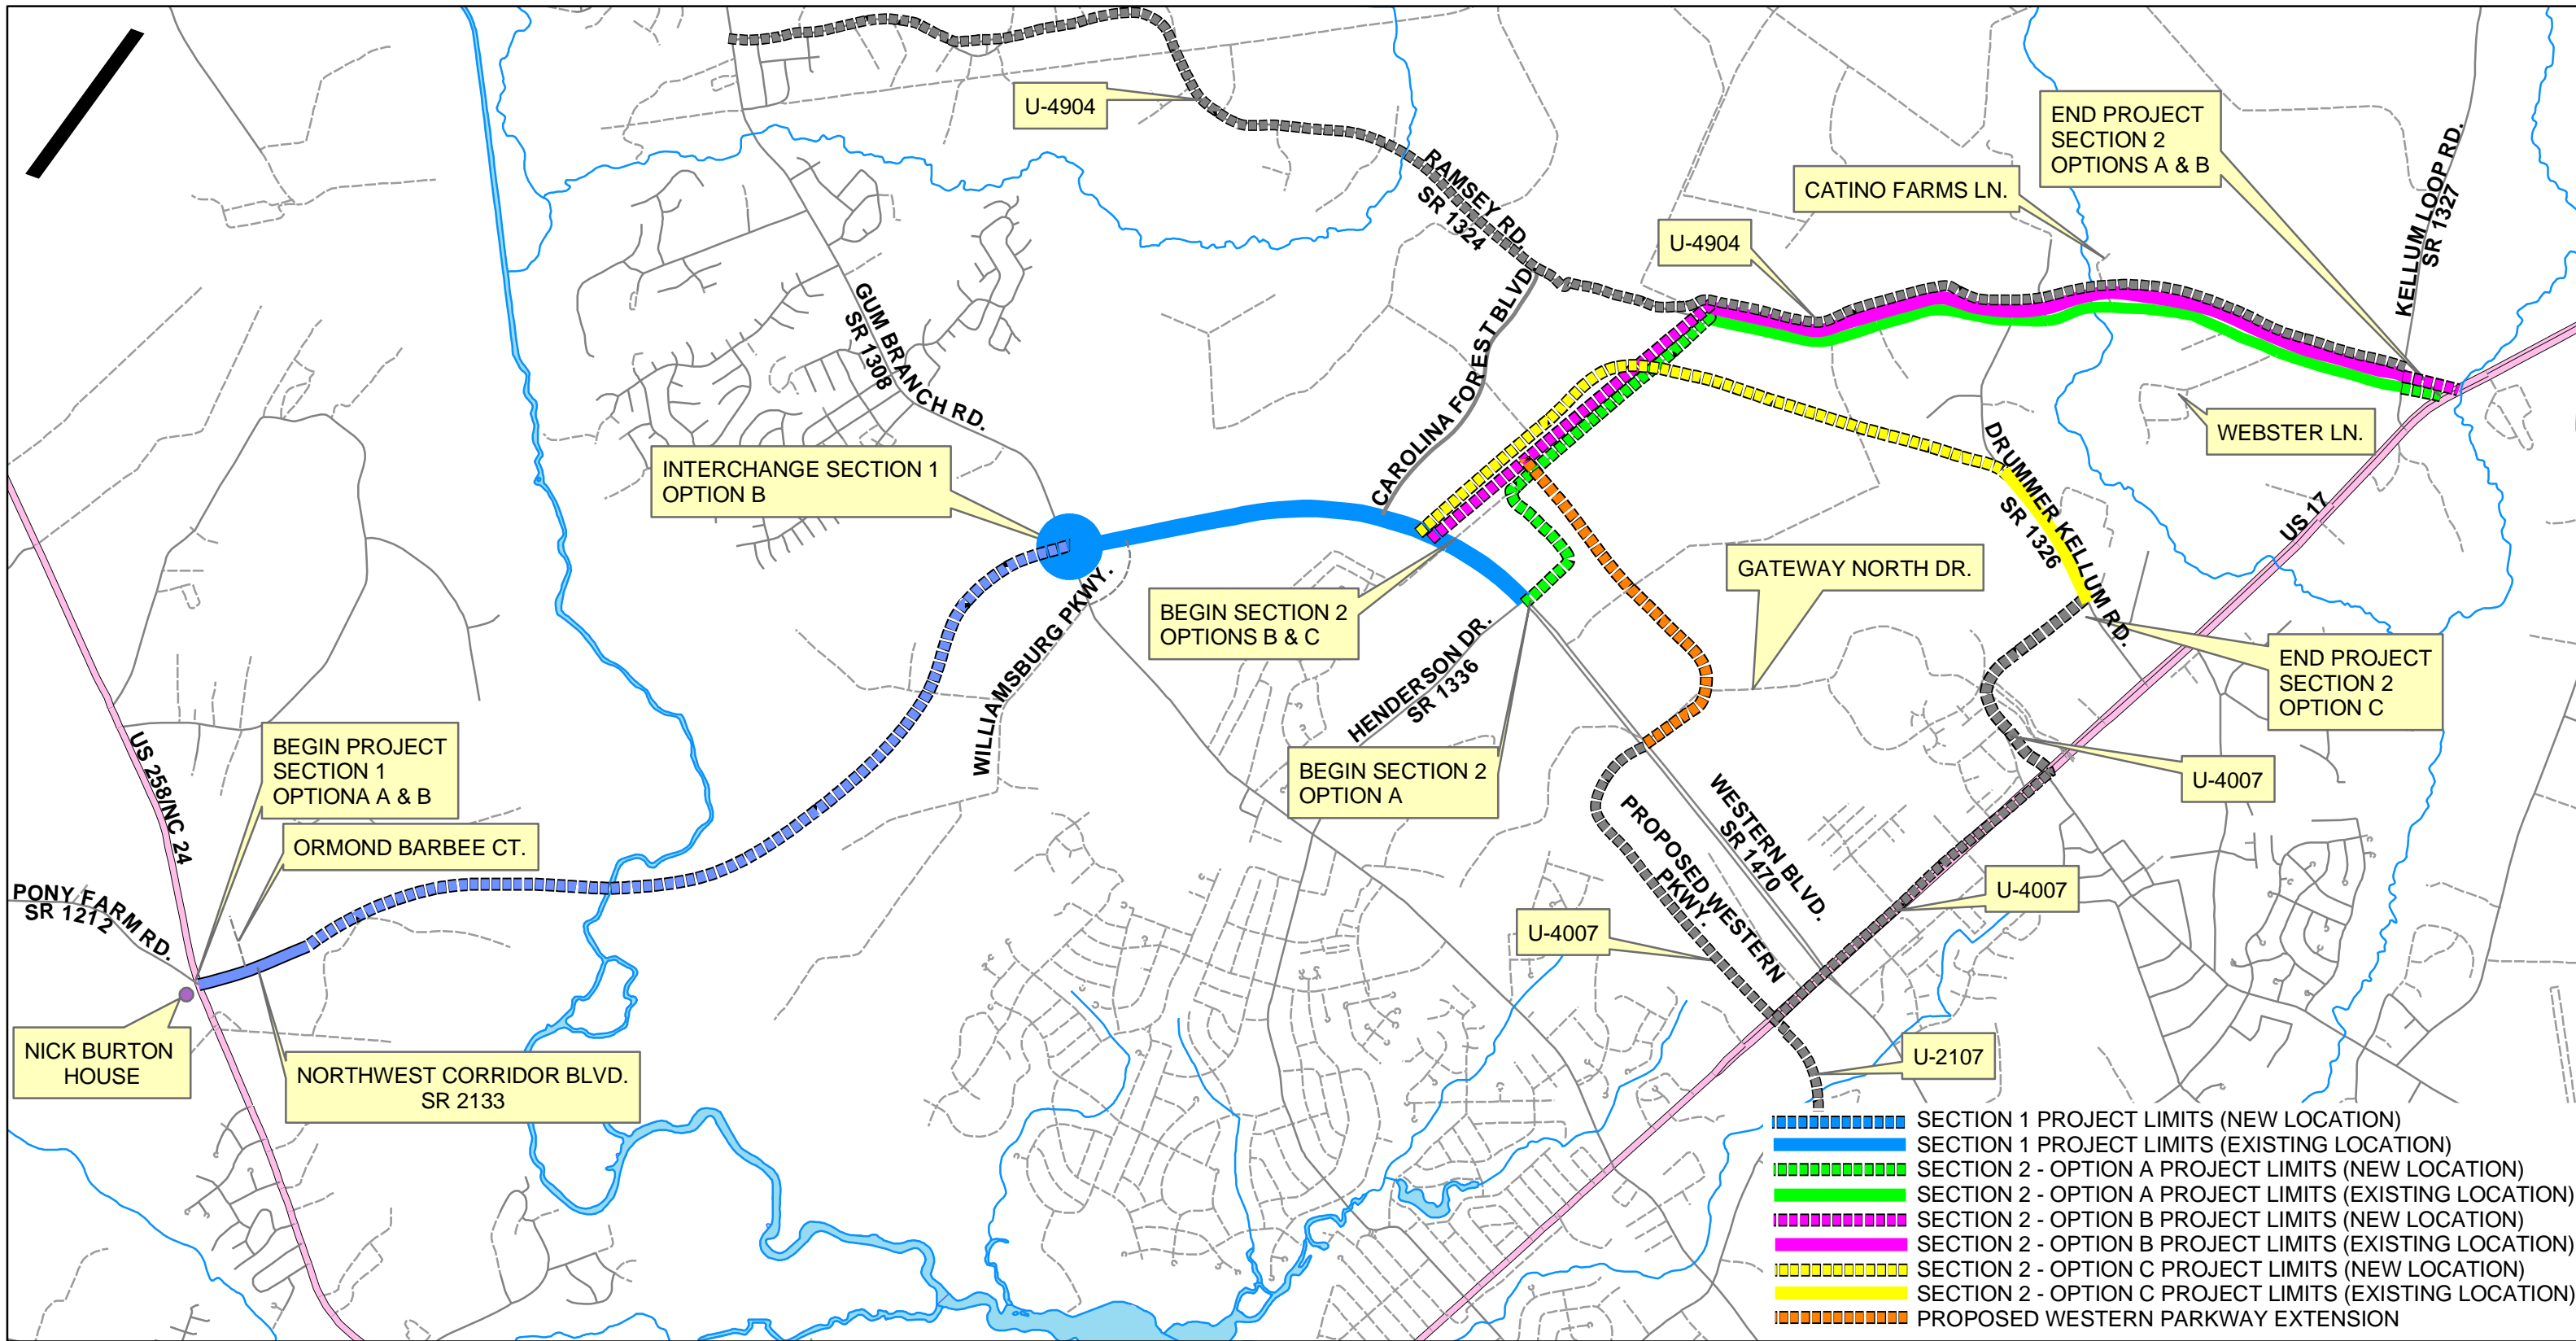 U-4904
RAMSEY RD.
SR 1324
END PROJECT
SECTION 2
OPTIONS A & B
KELLUM LOOP RD.
SR 1327
CATINO FARMS LN.
U-4904
GUM BRANCH RD.
SR 1308
CAROLINA FOREST BLVD
WEBSTER LN.
INTERCHANGE SECTION 1
OPTION B
DRUMMER KELLUM RD.
SR 1326
US 17
GATEWAY NORTH DR.
WILLIAMSBURG PKWY.
BEGIN SECTION 2
OPTIONS B & C
HENDERSON DR.
SR 1336
END PROJECT
SECTION 2
OPTION C
US 258/NC 24
BEGIN PROJECT
SECTION 1
OPTIONA A & B
BEGIN SECTION 2
OPTION A
U-4007
ORMOND BARBEE CT.
PROPOSED WESTERN
PKWY.
WESTERN BLVD.
SR 1470
PONY FARM RD.
SR 1212
U-4007
U-4007
NICK BURTON
HOUSE
NORTHWEST CORRIDOR BLVD.
SR 2133
U-2107
SECTION 1 PROJECT LIMITS (NEW LOCATION)
SECTION 1 PROJECT LIMITS (EXISTING LOCATION)
SECTION 2 - OPTION A PROJECT LIMITS (NEW LOCATION)
SECTION 2 - OPTION A PROJECT LIMITS (EXISTING LOCATION)
SECTION 2 - OPTION B PROJECT LIMITS (NEW LOCATION)
SECTION 2 - OPTION B PROJECT LIMITS (EXISTING LOCATION)
SECTION 2 - OPTION C PROJECT LIMITS (NEW LOCATION)
SECTION 2 - OPTION C PROJECT LIMITS (EXISTING LOCATION)
PROPOSED WESTERN PARKWAY EXTENSION